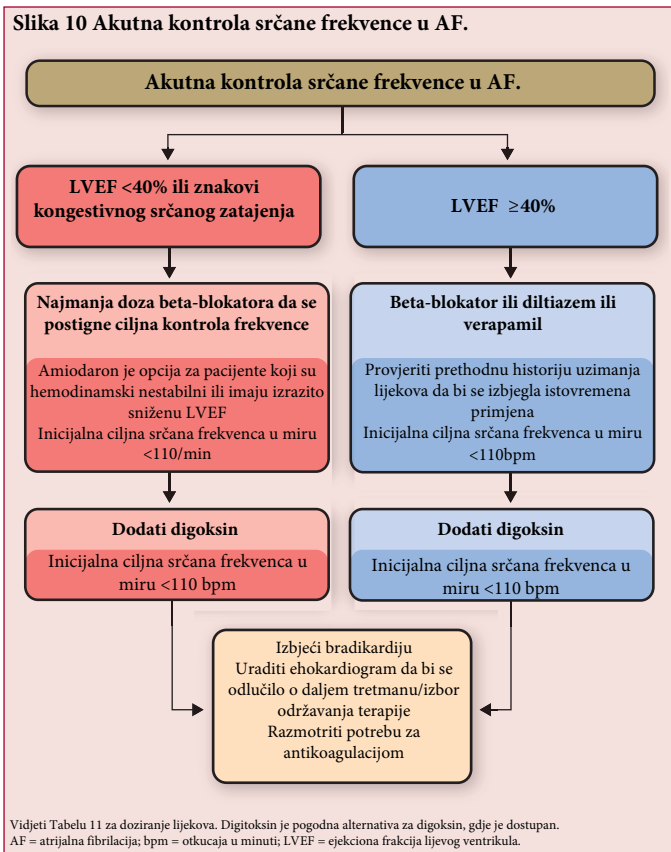 Slika 10 Akutna kontrola srčane frekvence u AF.
Akutna kontrola srčane frekvence u AF.
LVEF <40% ili znakovi
kongestivnog srčanog zatajenja
LVEF ≥40%
Najmanja doza beta-blokatora da se
postigne ciljna kontrola frekvence
Amiodaron je opcija za pacijente koji su
hemodinamski nestabilni ili imaju izrazito
sniženu LVEF
Inicijalna ciljna srčana frekvenca u miru
<110/min
Beta-blokator ili diltiazem ili
verapamil
Provjeriti prethodnu historiju uzimanja
lijekova da bi se izbjegla istovremena
primjena
Inicijalna ciljna srčana frekvenca u miru
<110bpm
Dodati digoksin
Inicijalna ciljna srčana frekvenca u
miru <110 bpm
Dodati digoksin
Inicijalna ciljna srčana frekvenca u
miru <110 bpm
Izbjeći bradikardiju
Uraditi ehokardiogram da bi se
odlučilo o daljem tretmanu/izbor
održavanja terapije
Razmotriti potrebu za
antikoagulacijom
Vidjeti Tabelu 11 za doziranje lijekova. Digitoksin je pogodna alternativa za digoksin, gdje je dostupan.
AF = atrijalna fibrilacija; bpm = otkucaja u minuti; LVEF = ejekciona frakcija lijevog ventrikula.